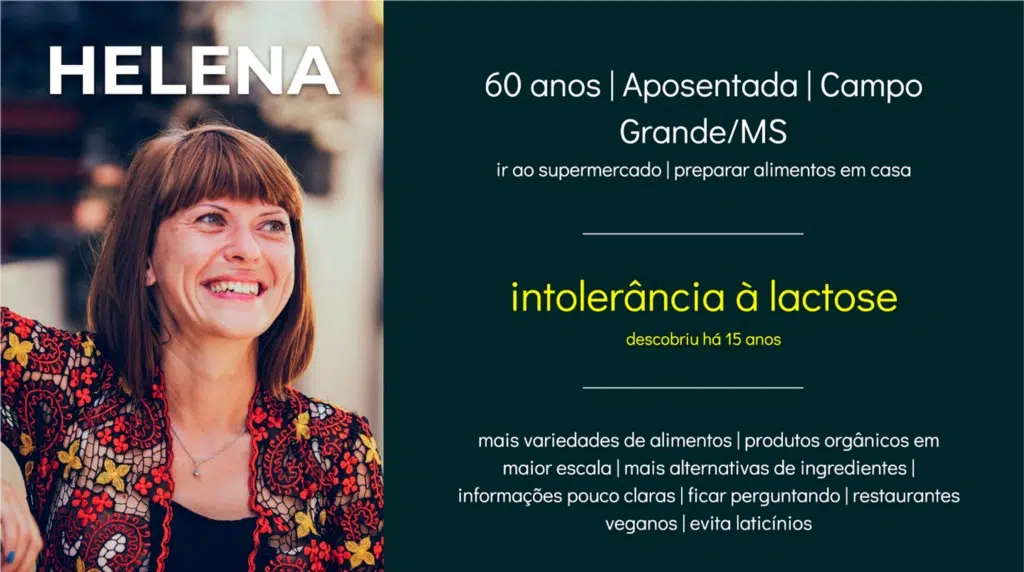 HELENA
60 anos | Aposentada | Campo
Grande/MS
ir ao supermercado | preparar alimentos em casa
intolerância à lactose
descobriu há 15 anos
mais variedades de alimentos | produtos orgânicos em
maior escala | mais alternativas de ingredientes |
informações pouco claras | ficar perguntando | restaurantes
veganos | evita laticínios